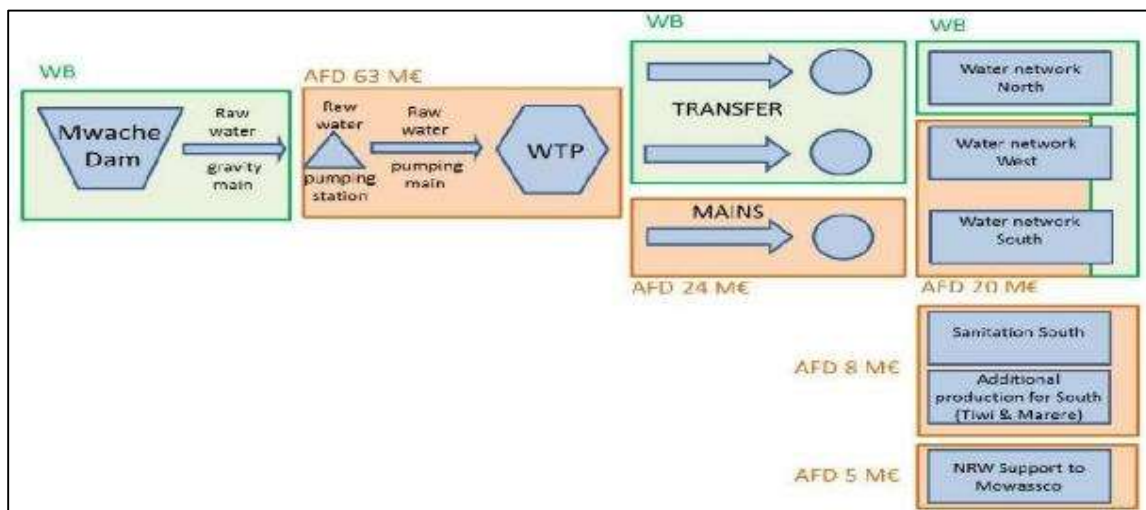 WB
Mwache
Dam
Raw
water
gravity
main
AFD 63 M€
Raw
water
pumping
station
Raw
water
pumping
main
WTP
WB
TRANSFER
MAINS
AFD 24 M€
WB
Water network
North
Water network
West
Water network
South
AFD 20 M€
AFD 8 M€
Sanitation South
Additional
production for South
(Tiwi & Marere)
AFD 5 M€
NRW Support to
Mowassco